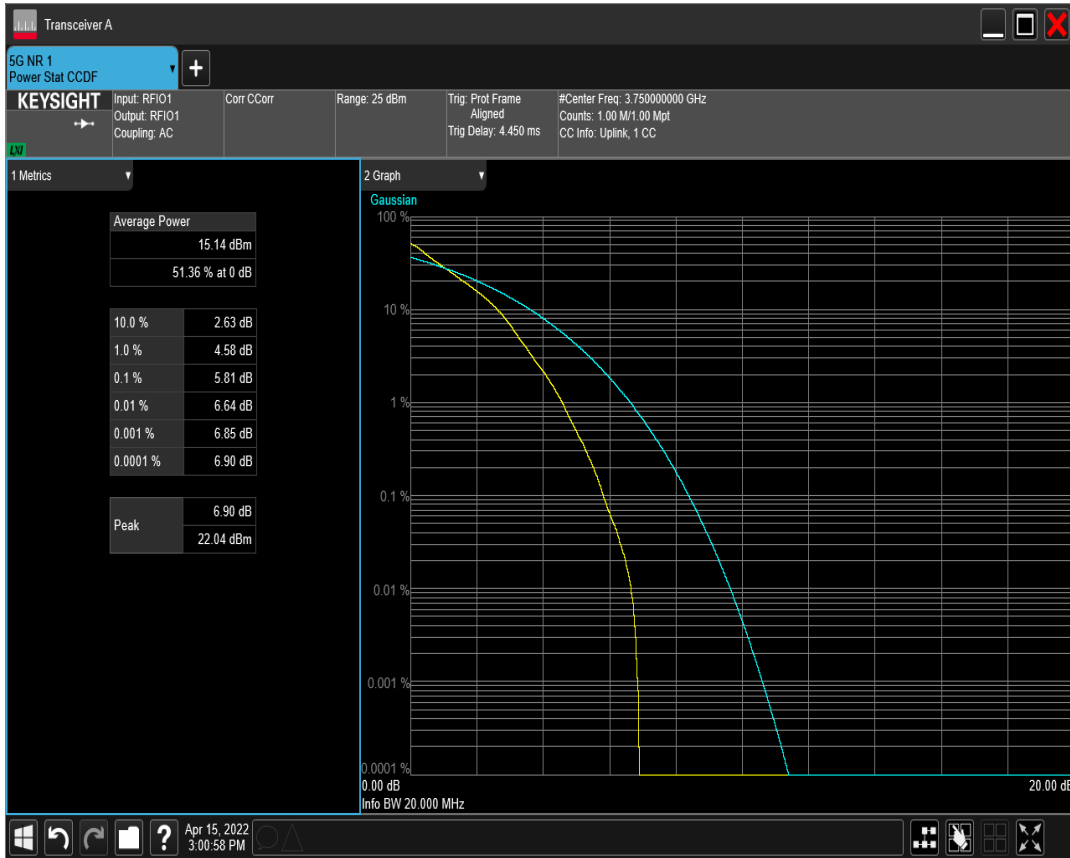 Transceiver A
5G NR 1
Power Stat CCDF
+
KEYSIGHT
LXI
Input: RFIO1
Output: RFIO1
Coupling: AC
Corr CCorr
Range: 25 dBm
Trig: Prot Frame
Aligned
Trig Delay: 4.450 ms
#Center Freq: 3.750000000 GHz
Counts: 1.00 M/1.00 Mpt
CC Info: Uplink, 1 CC
1 Metrics
Average Power
15.14 dBm
51.36 % at 0 dB
10.0 % 2.63 dB
1.0 % 4.58 dB
0.1 % 5.81 dB
0.01 % 6.64 dB
0.001 % 6.85 dB
0.0001 % 6.90 dB
Peak
6.90 dB
22.04 dBm
2 Graph
Gaussian
100 %
10 %
1 %
0.1 %
0.01 %
0.001 %
0.0001 %
0.00 dB
20.00 dB
Info BW 20.000 MHz
?
Apr 15, 2022
3:00:58 PM